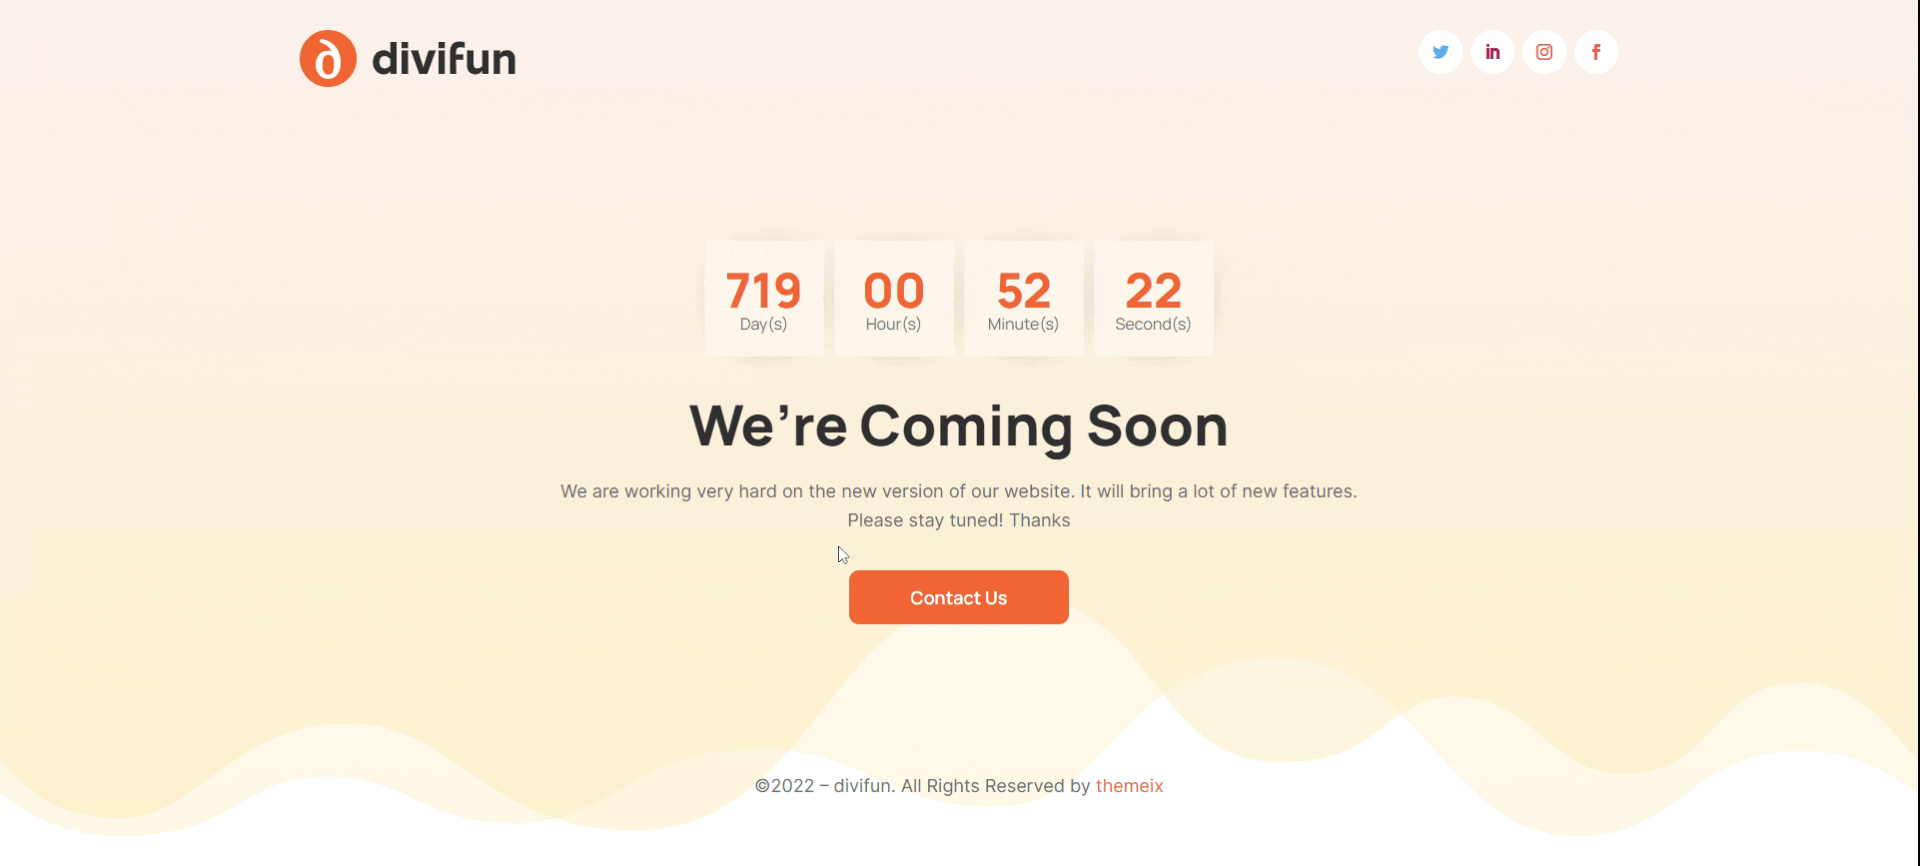 divifun
719 00 52 22
Day(s) Hour(s) Minute(s) Second(s)
We’re Coming Soon
We are working very hard on the new version of our website. It will bring a lot of new features.
Please stay tuned! Thanks
Contact Us
©2022 – divifun. All Rights Reserved by themeix